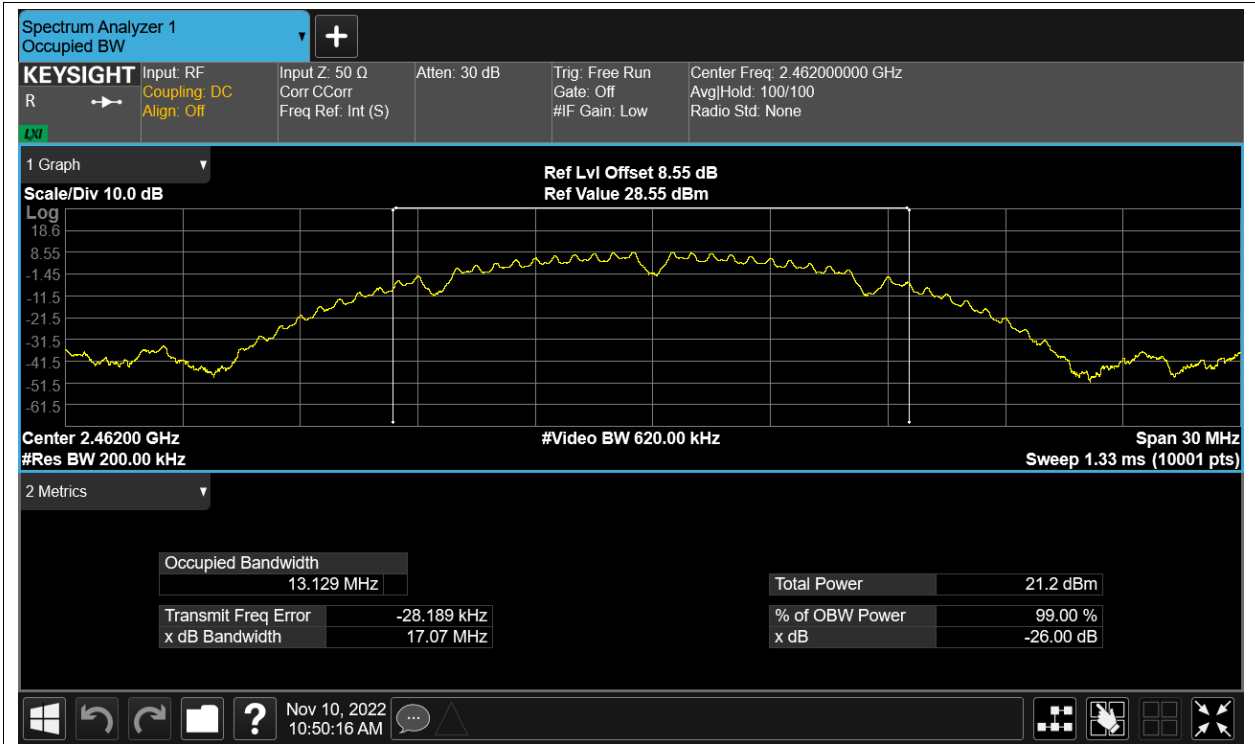 Spectrum Analyzer 1
Occupied BW
KEYSIGHT
R
LXI
Input: RF
Coupling: DC
Align: Off
Input Z: 50 Ω
Corr CCorr
Freq Ref: Int (S)
Atten: 30 dB
Trig: Free Run
Gate: Off
#IF Gain: Low
Center Freq: 2.462000000 GHz
Avg|Hold: 100/100
Radio Std: None
1 Graph
Scale/Div 10.0 dB
Ref Lvl Offset 8.55 dB
Ref Value 28.55 dBm
Log
18.6
8.55
-1.45
-11.5
-21.5
-31.5
-41.5
-51.5
-61.5
Center 2.46200 GHz
#Res BW 200.00 kHz
#Video BW 620.00 kHz
Span 30 MHz
Sweep 1.33 ms (10001 pts)
2 Metrics
Occupied Bandwidth
13.129 MHz
Transmit Freq Error -28.189 kHz
x dB Bandwidth 17.07 MHz
Total Power 21.2 dBm
% of OBW Power 99.00 %
x dB -26.00 dB
?
Nov 10, 2022
10:50:16 AM